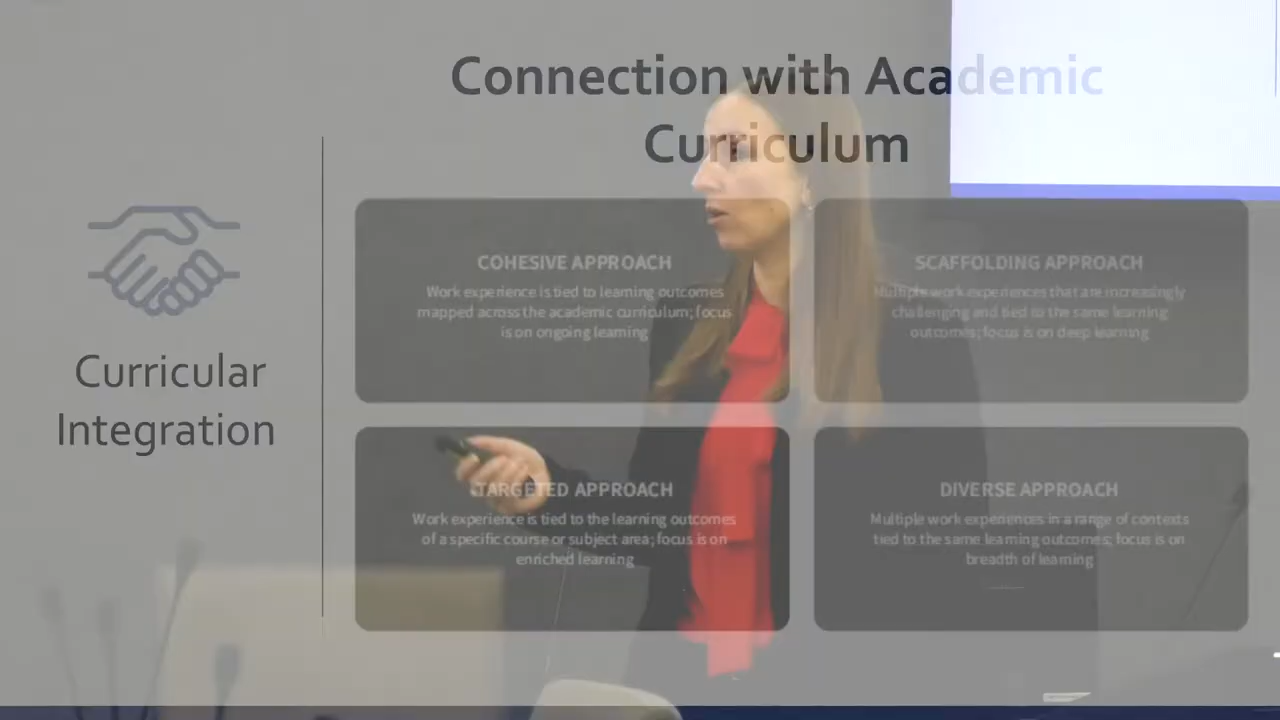 Connection with Academic
Curriculum
Curricular
Integration
COHESIVE APPROACH
Work experience is tied to learning outcomes
mapped across the academic curriculum; focus
is on ongoing learning
SCAFFOLDING APPROACH
Multiple work experiences that are increasingly
challenging and tied to the same learning
outcomes; focus is on deep learning
TARGETED APPROACH
Work experience is tied to the learning outcomes
of a specific course or subject area; focus is on
enriched learning
DIVERSE APPROACH
Multiple work experiences in a range of contexts
tied to the same learning outcomes; focus is on
breadth of learning